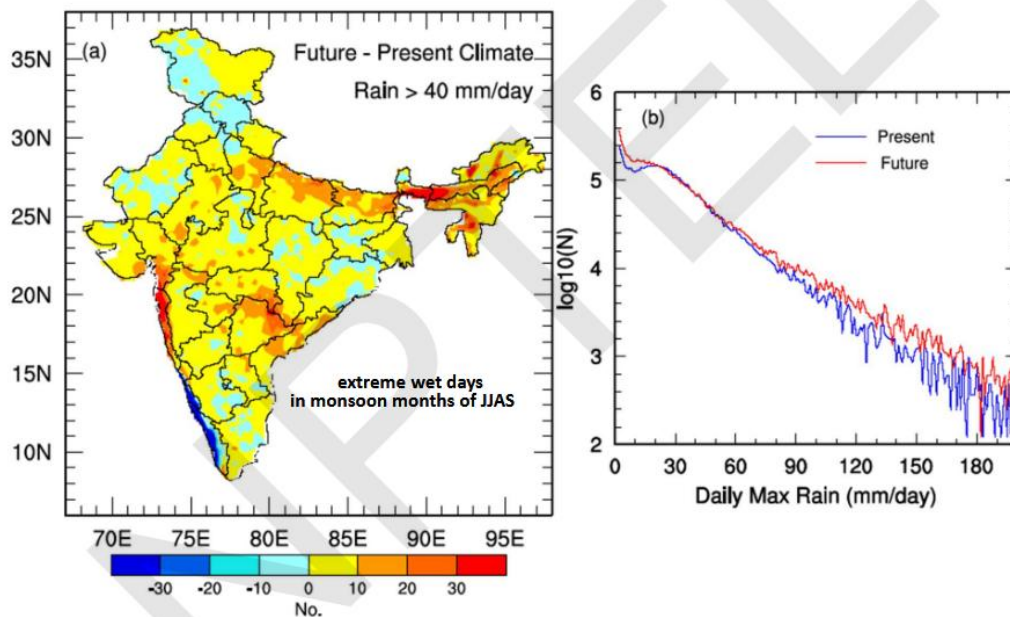 (a)
Future - Present Climate
Rain > 40 mm/day
35N
30N
25N
20N
15N
10N
extreme wet days
in monsoon months of JJAS
70E 75E 80E 85E 90E 95E
-30 -20 -10 0 10 20 30
No.
(b)
Present
Future
6
5
4
3
2
log10(N)
0 30 60 90 120 150 180
Daily Max Rain (mm/day)
NPTEL